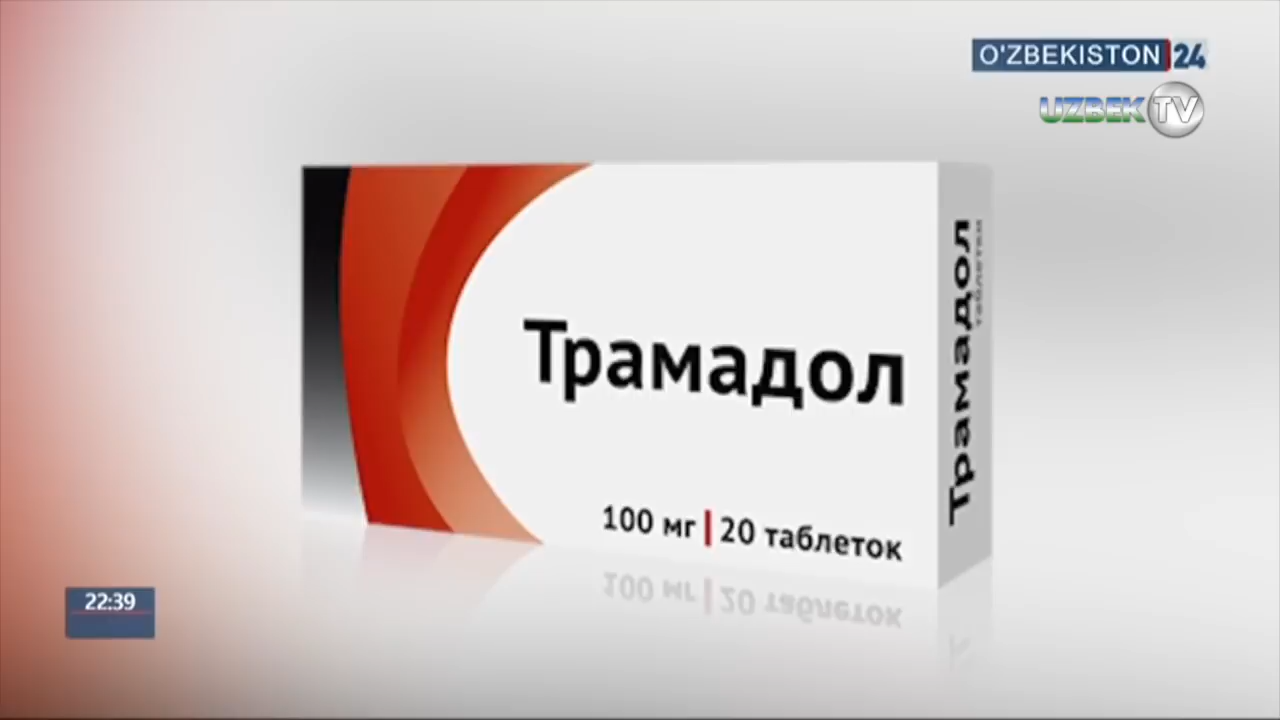 O'ZBEKISTON 24
UZBEK TV
Трамадол
100 мг | 20 таблеток
Трамадол
таблетки
22:39